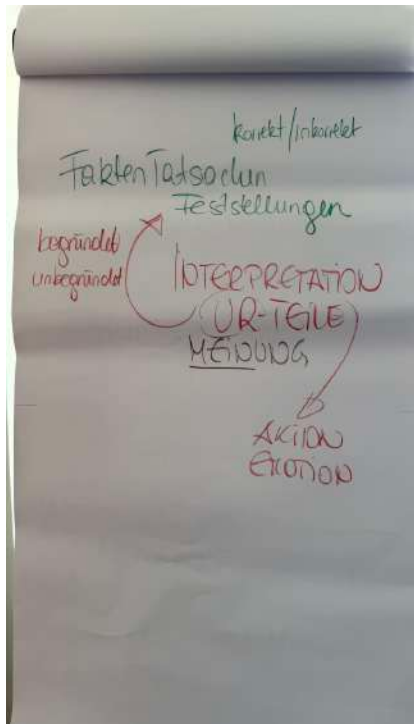 korrekt/inkorrekt
Fakten Tatsachen
Feststellungen
begründet
unbegründet
INTERPRETATION
UR-TEILE
MEINUNG
AKTION
EMOTION